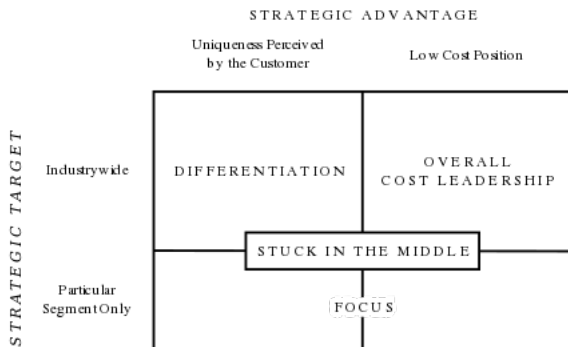 STRATEGIC ADVANTAGE
Uniqueness Perceived
by the Customer
Low Cost Position
STRATEGIC TARGET
Industrywide
DIFFERENTIATION
OVERALL
COST LEADERSHIP
STUCK IN THE MIDDLE
Particular
Segment Only
FOCUS